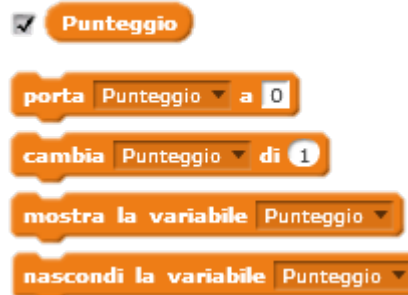 Punteggio
porta Punteggio a 0
cambia Punteggio di 1
mostra la variabile Punteggio
nascondi la variabile Punteggio